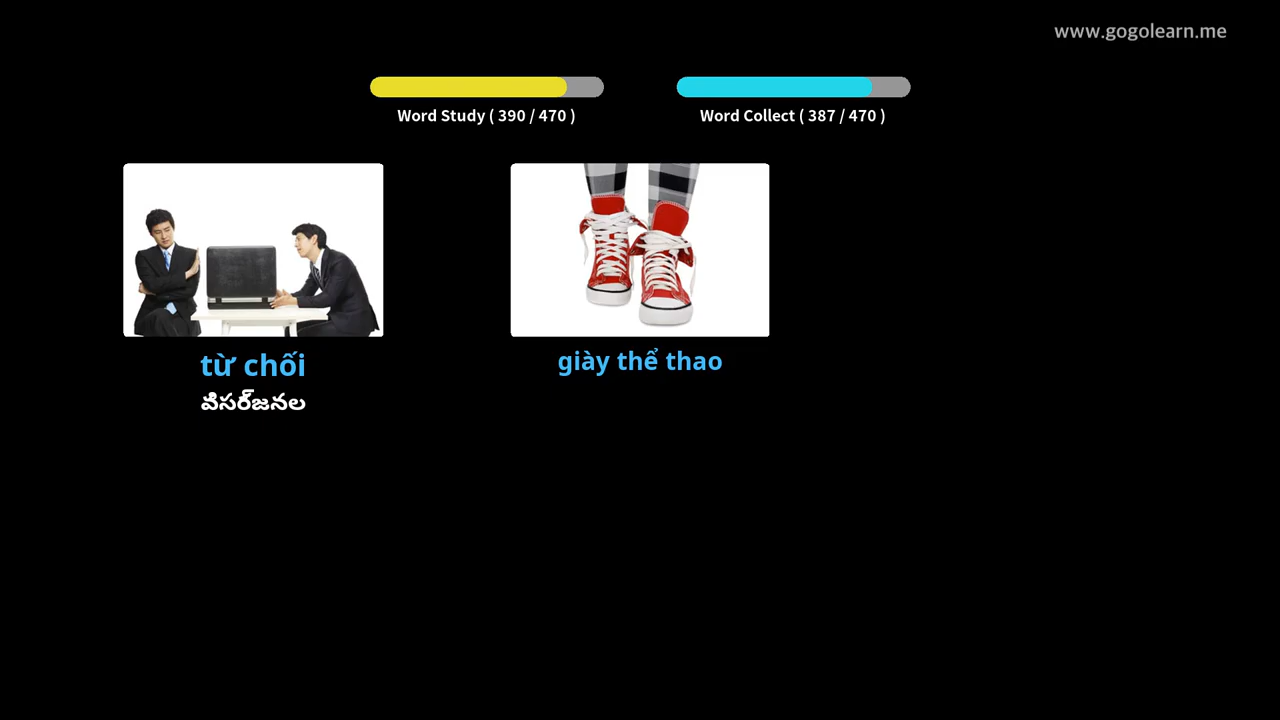 www.gogolearn.me
Word Study ( 390 / 470 )
Word Collect ( 387 / 470 )
từ chối
విసర్జనల
giày thể thao